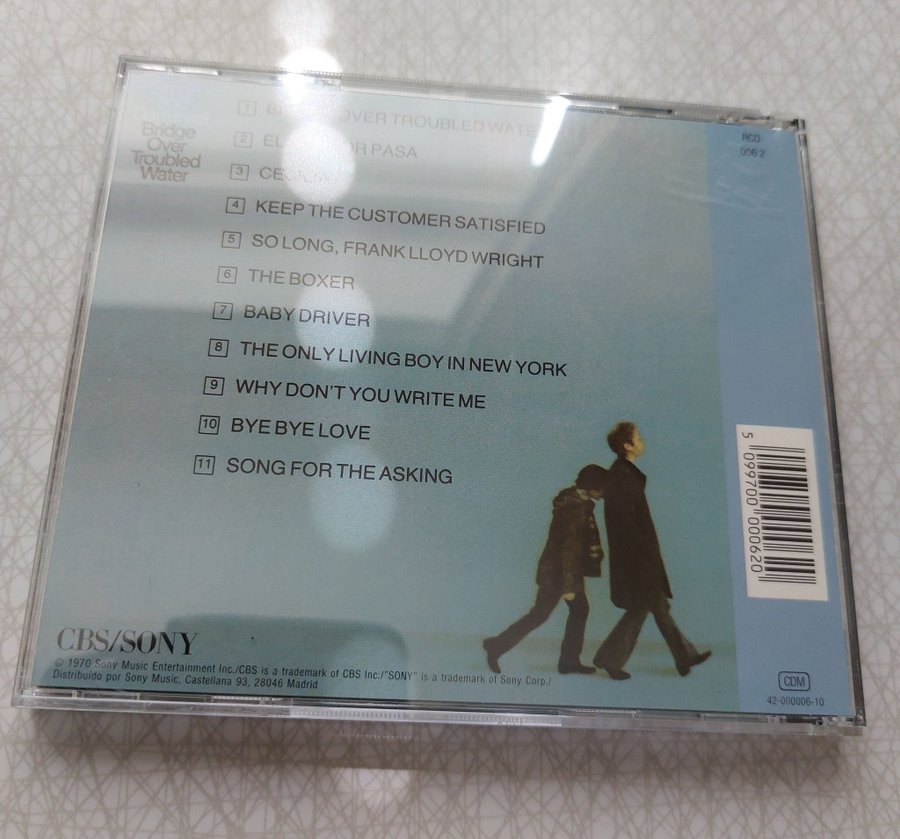 Bridge
Over
Troubled
Water
1 OVER TROUBLED
2 PASA
3
4 KEEP THE CUSTOMER SATISFIED
5 SO LONG, FRANK LLOYD WRIGHT
6 THE BOXER
7 BABY DRIVER
8 THE ONLY LIVING BOY IN NEW YORK
9 WHY DON'T YOU WRITE ME
10 BYE BYE LOVE
11 SONG FOR THE ASKING
RCD
006 2
5 099700 000620
CBS/SONY
© 1970 Sony Music Entertainment Inc./CBS is a trademark of CBS Inc./"SONY" is a trademark of Sony Corp./
Distribuido por Sony Music, Castellana 93, 28046 Madrid
CDM
42-000006-10